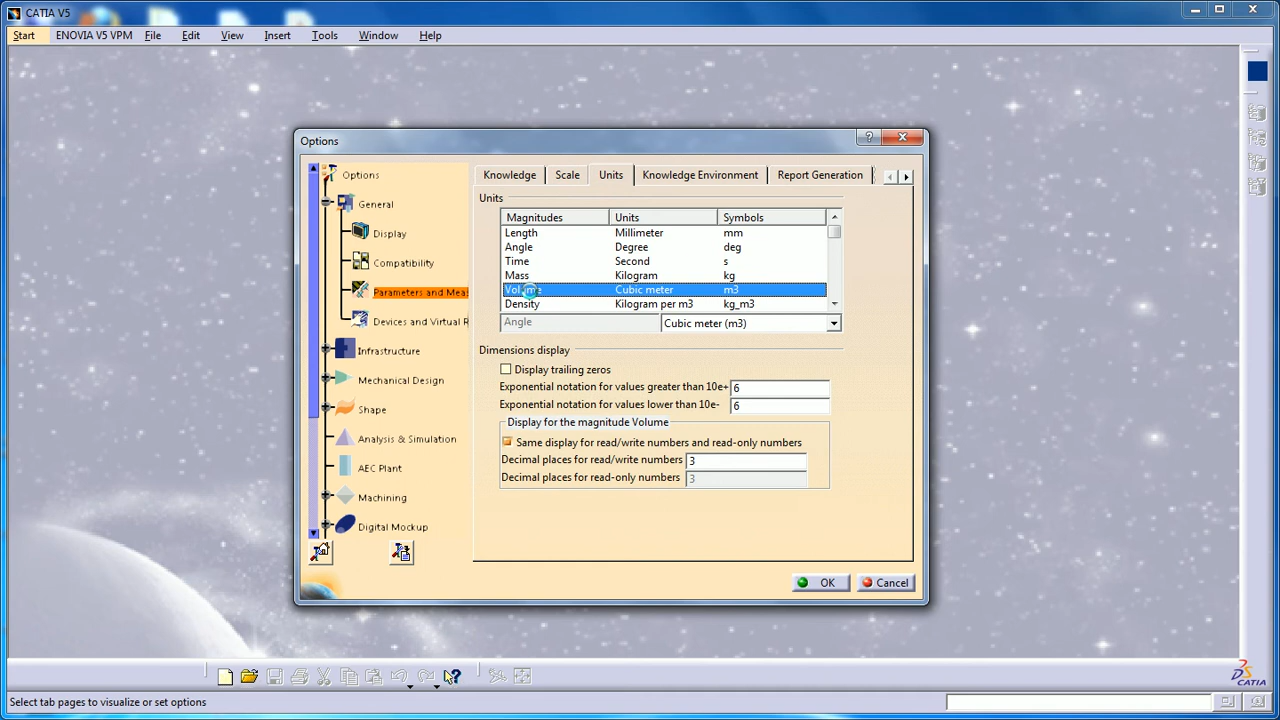 CATIA V5
Start ENOVIA V5 VPM File Edit View Insert Tools Window Help
Options
Options
General
Display
Compatibility
Parameters and Meas
Devices and Virtual R
Infrastructure
Mechanical Design
Shape
Analysis & Simulation
AEC Plant
Machining
Digital Mockup
Knowledge Scale Units Knowledge Environment Report Generation
Units
Magnitudes Units Symbols
Length Millimeter mm
Angle Degree deg
Time Second s
Mass Kilogram kg
Volume Cubic meter m3
Density Kilogram per m3 kg_m3
Angle Cubic meter (m3)
Dimensions display
Display trailing zeros
Exponential notation for values greater than 10e+ 6
Exponential notation for values lower than 10e- 6
Display for the magnitude Volume
Same display for read/write numbers and read-only numbers
Decimal places for read/write numbers 3
Decimal places for read-only numbers 3
OK Cancel
CATIA
Select tab pages to visualize or set options